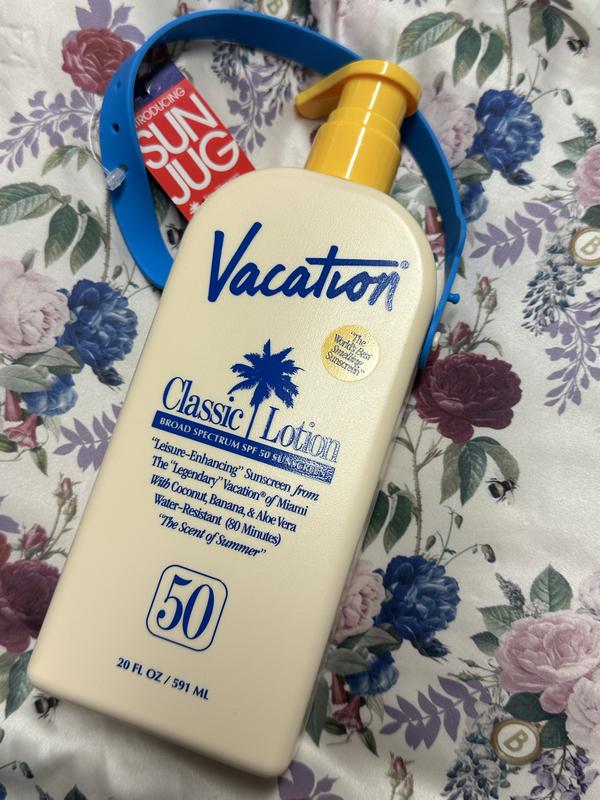 INTRODUCING
SUN
JUG
Vacation®
"The
World's Best
Smelling
Sunscreen"
Classic Lotion
BROAD SPECTRUM SPF 50 SUNSCREEN
"Leisure-Enhancing" Sunscreen from
The "Legendary" Vacation® of Miami
With Coconut, Banana, & Aloe Vera
Water-Resistant (80 Minutes)
"The Scent of Summer"
50
20 FL OZ / 591 ML
B
B